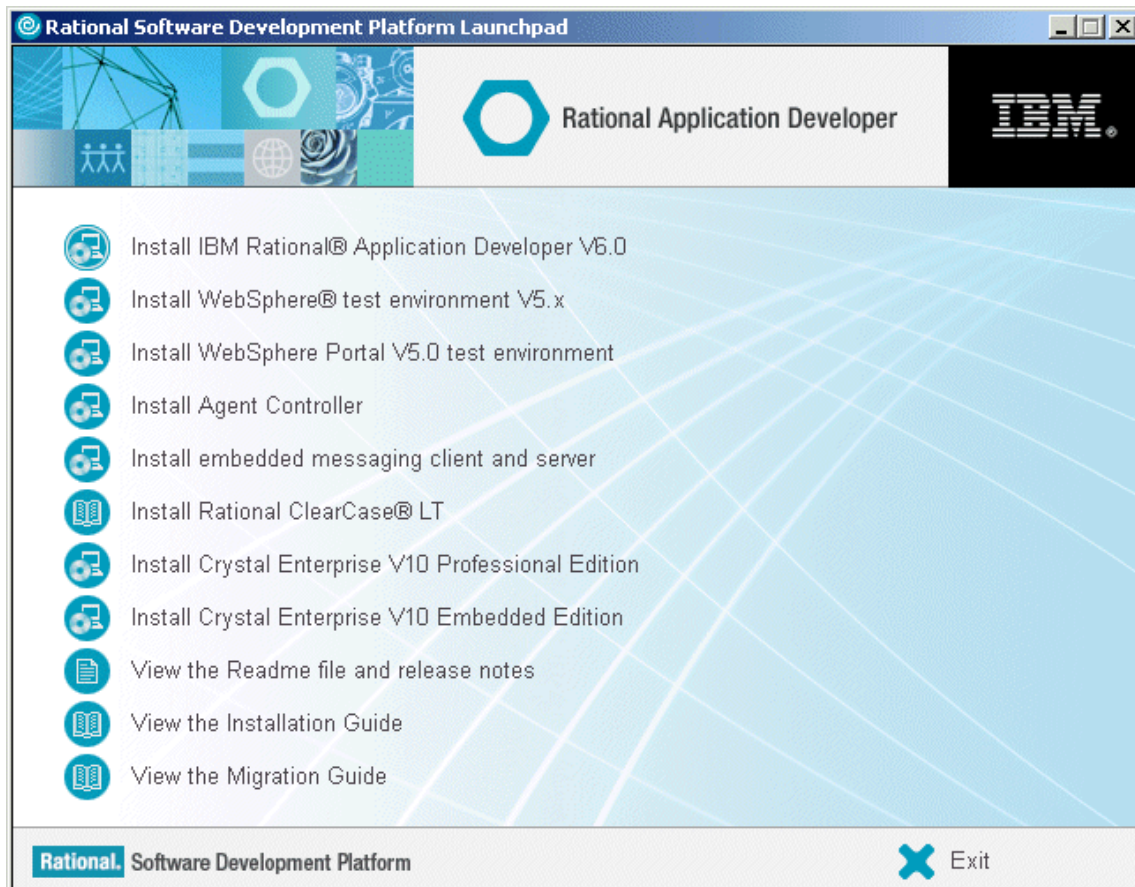 Rational Software Development Platform Launchpad
Rational Application Developer
IBM®
Install IBM Rational® Application Developer V6.0
Install WebSphere® test environment V5.x
Install WebSphere Portal V5.0 test environment
Install Agent Controller
Install embedded messaging client and server
Install Rational ClearCase® LT
Install Crystal Enterprise V10 Professional Edition
Install Crystal Enterprise V10 Embedded Edition
View the Readme file and release notes
View the Installation Guide
View the Migration Guide
Rational. Software Development Platform
Exit